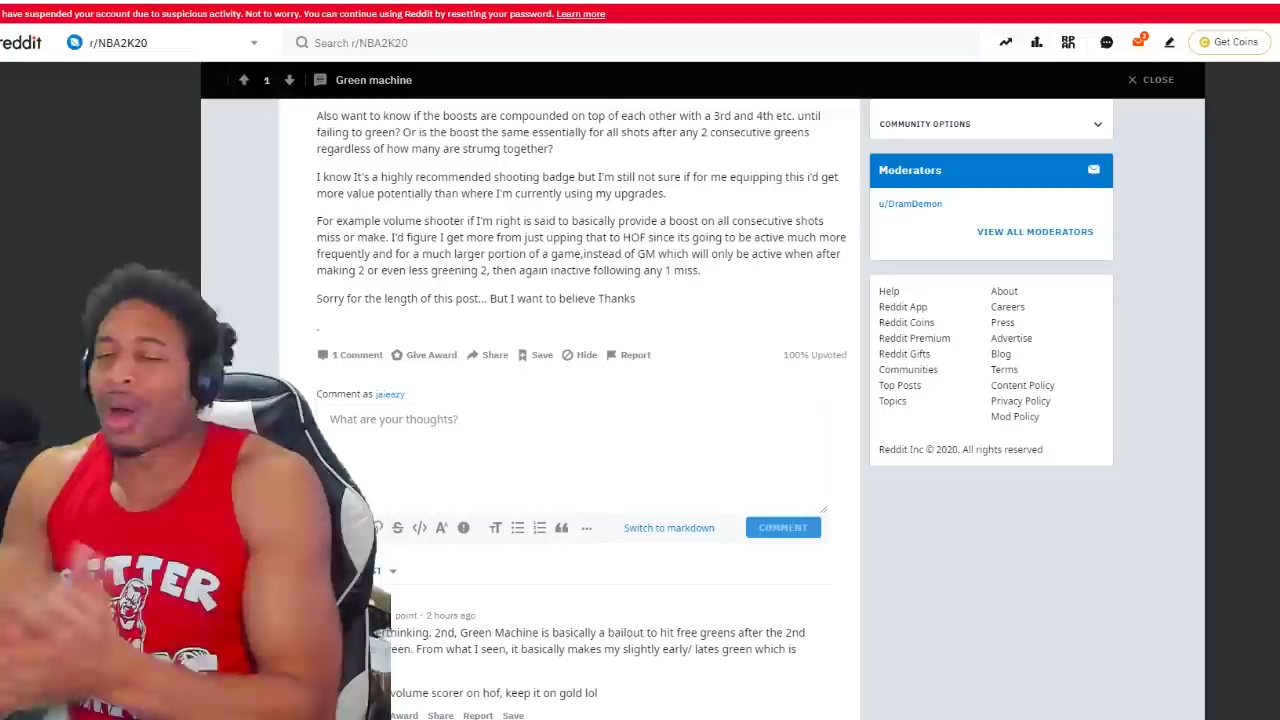 have suspended your account due to suspicious activity. Not to worry. You can continue using Reddit by resetting your password. Learn more
reddit
r/NBA2K20
Search r/NBA2K20
2
Get Coins
1
Green machine
CLOSE
Also want to know if the boosts are compounded on top of each other with a 3rd and 4th etc. until
failing to green? Or is the boost the same essentially for all shots after any 2 consecutive greens
regardless of how many are strumg together?
I know It's a highly recommended shooting badge but I'm still not sure if for me equipping this i'd get
more value potentially than where I'm currently using my upgrades.
For example volume shooter if I'm right is said to basically provide a boost on all consecutive shots
miss or make. I'd figure I get more from just upping that to HOF since its going to be active much more
frequently and for a much larger portion of a game,instead of GM which will only be active when after
making 2 or even less greening 2, then again inactive following any 1 miss.
Sorry for the length of this post... But I want to believe Thanks
.
1 Comment
Give Award
Share
Save
Hide
Report
100% Upvoted
Comment as jaieazy
What are your thoughts?
Switch to markdown
COMMENT
point · 2 hours ago
thinking. 2nd, Green Machine is basically a bailout to hit free greens after the 2nd
From what I seen, it basically makes my slightly early/ lates green which is
volume scorer on hof, keep it on gold lol
Award
Share
Report
Save
COMMUNITY OPTIONS
Moderators
u/DramDemon
VIEW ALL MODERATORS
Help
About
Reddit App
Careers
Reddit Coins
Press
Reddit Premium
Advertise
Reddit Gifts
Blog
Communities
Terms
Top Posts
Content Policy
Topics
Privacy Policy
Mod Policy
Reddit Inc © 2020. All rights reserved